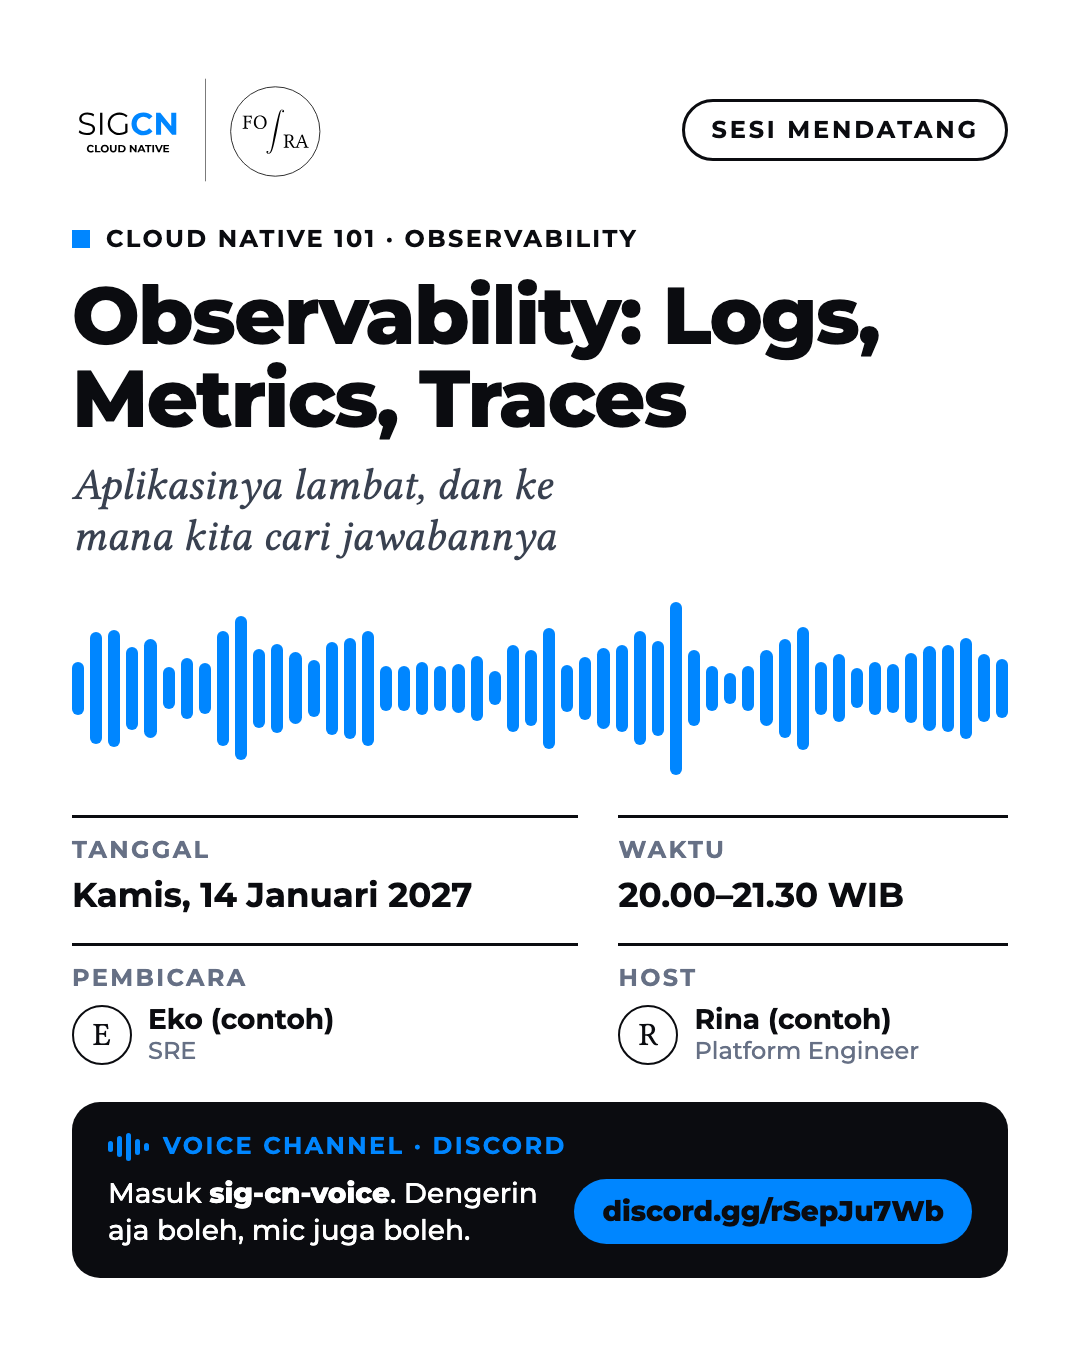 SIGCN
CLOUD NATIVE
FO
RA
SESI MENDATANG
CLOUD NATIVE 101 · OBSERVABILITY
Observability: Logs,
Metrics, Traces
Aplikasinya lambat, dan ke
mana kita cari jawabannya
TANGGAL
Kamis, 14 Januari 2027
WAKTU
20.00–21.30 WIB
PEMBICARA
E
Eko (contoh)
SRE
HOST
R
Rina (contoh)
Platform Engineer
VOICE CHANNEL · DISCORD
Masuk sig-cn-voice. Dengerin
aja boleh, mic juga boleh.
discord.gg/rSepJu7Wb